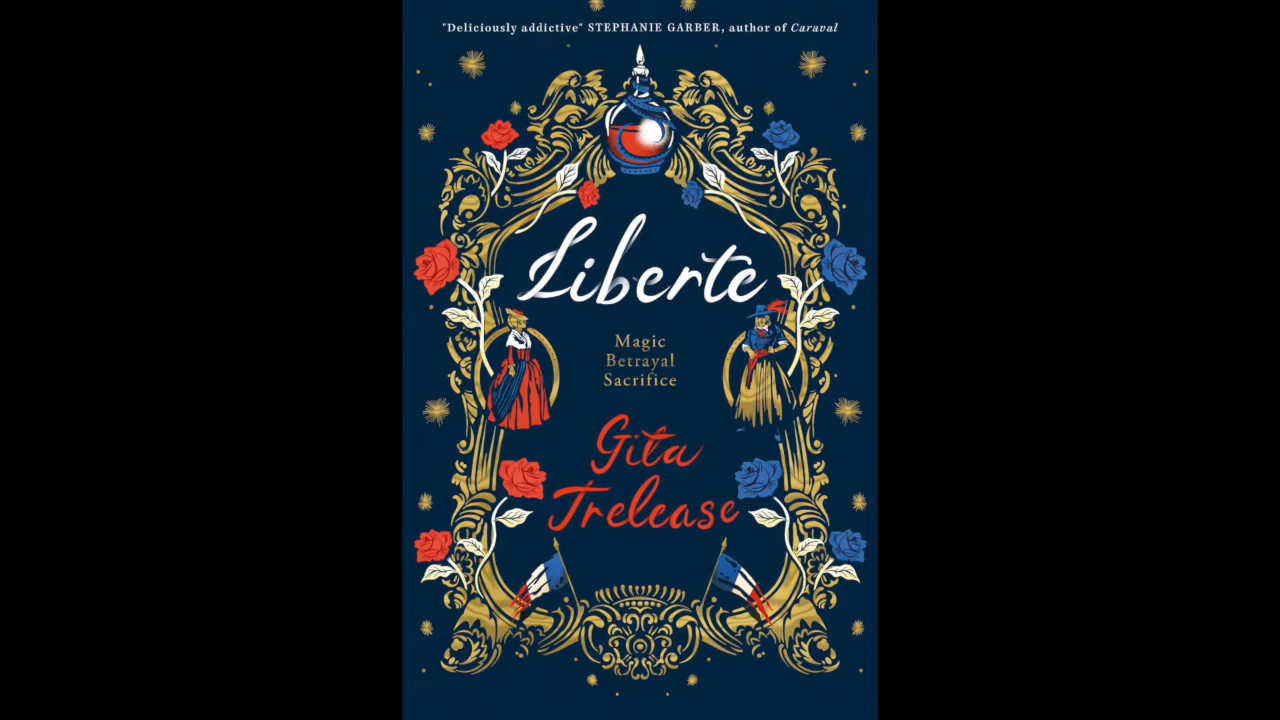 "Deliciously addictive" STEPHANIE GARBER, author of Caraval
Liberte
Magic
Betrayal
Sacrifice
Gita
Trelease